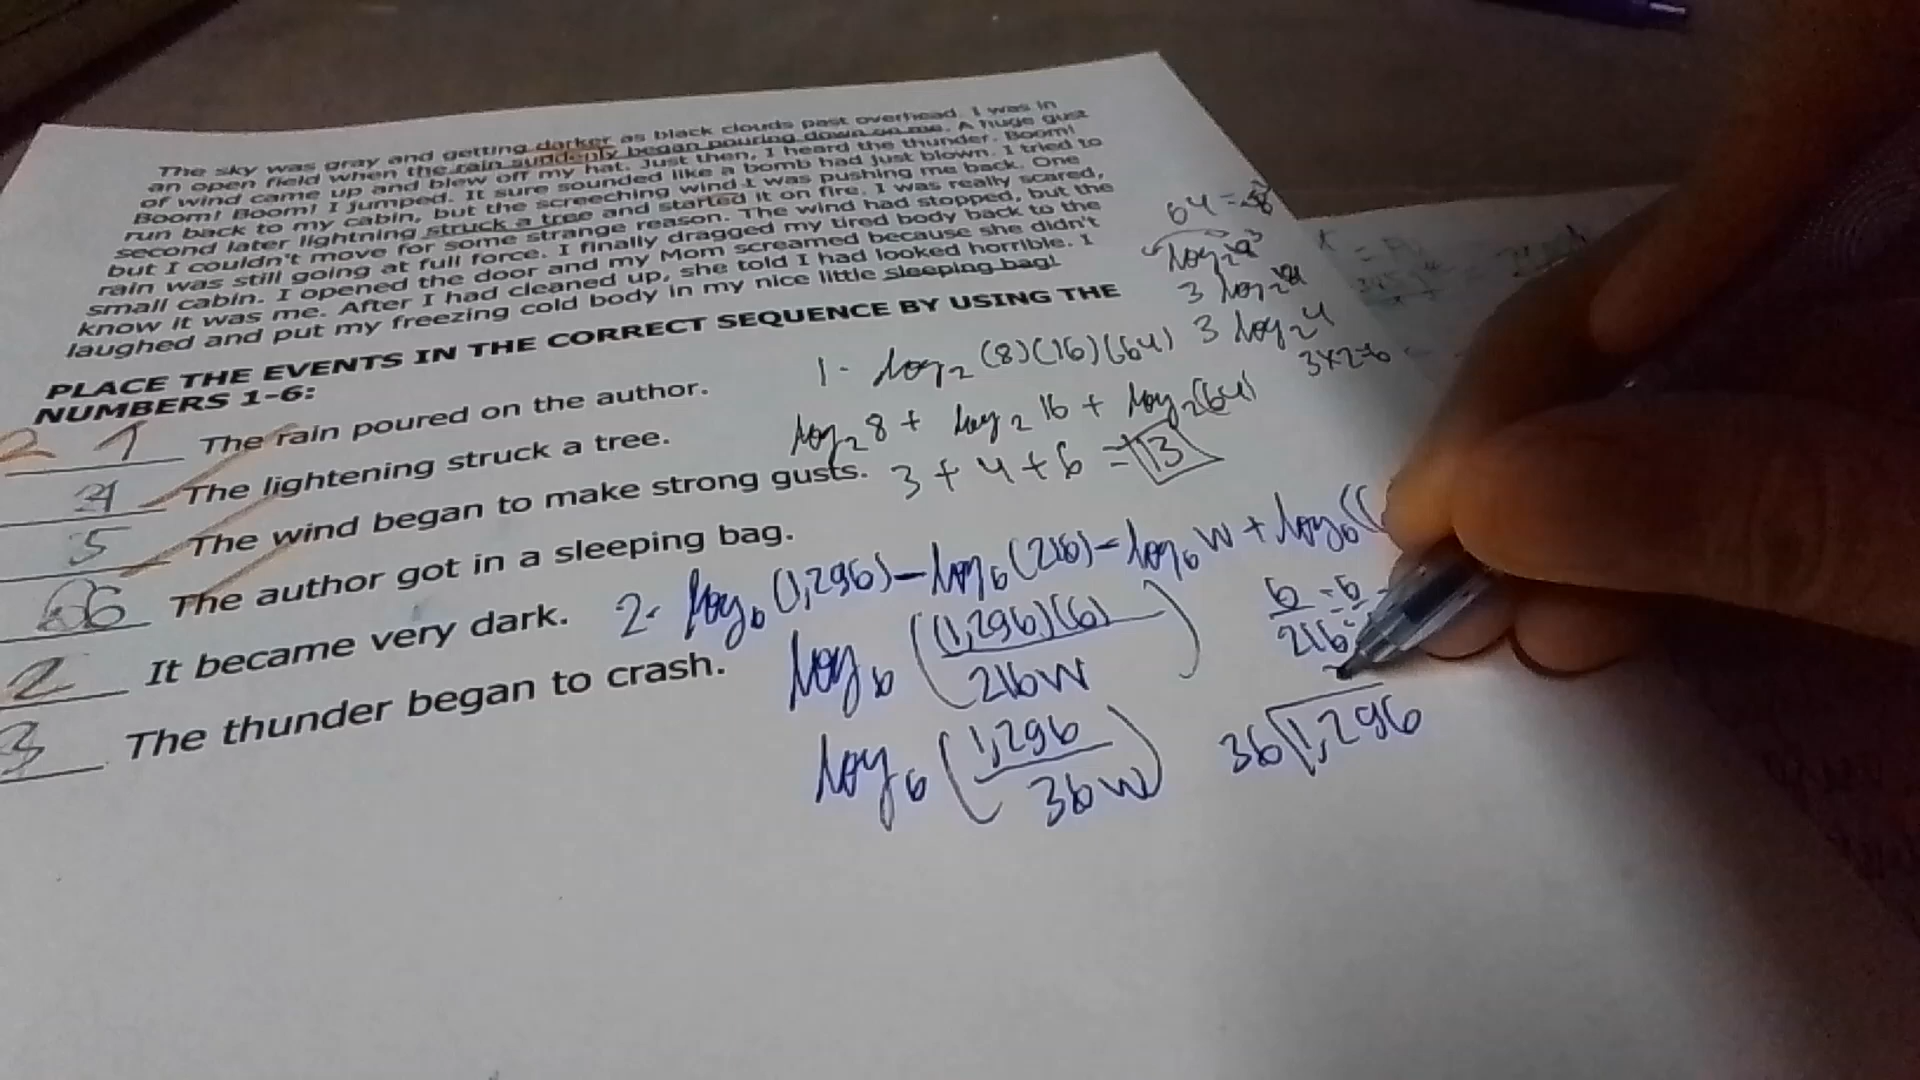 The sky was gray and getting darker as black clouds past overhead. I was in
an open field when the rain suddenly began pouring down on me. A huge gust
of wind came up and blew off my hat. Just then, I heard the thunder. Boom!
Boom! Boom! I jumped. It sure sounded like a bomb had just blown. I tried to
run back to my cabin, but the screeching wind I was pushing me back. One
second later lightning struck a tree and started it on fire. I was really scared,
but I couldn't move for some strange reason. The wind had stopped, but the
rain was still going at full force. I finally dragged my tired body back to the
small cabin. I opened the door and my Mom screamed because she didn't
know it was me. After I had cleaned up, she told I had looked horrible. I
laughed and put my freezing cold body in my nice little sleeping bag!
PLACE THE EVENTS IN THE CORRECT SEQUENCE BY USING THE
NUMBERS 1-6:
2 1 The rain poured on the author.
4 The lightening struck a tree.
5 The wind began to make strong gusts.
6 The author got in a sleeping bag.
2 It became very dark.
3 The thunder began to crash.
64 =
3 log₂4
3x2=6
1. log₂ (8)(16)(64)
log₂ 8 + log₂ 16 + log₂(64)
3 + 4 + 6 = 13
2. log₆ (1,296) - log₆ (216) - log₆ W + log₆ (
log₆ ( (1,296)(6) / 216W )
6 / 216
log₆ ( 1,296 / 36W )
36 √1,296